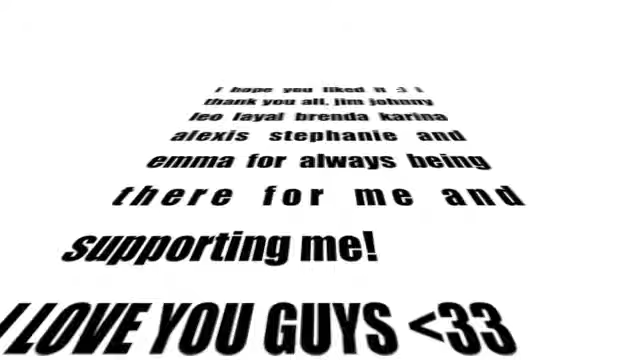 I hope you liked it :) I
thank you all, jim johnny
leo layal brenda karina
alexis stephanie and
emma for always being
there for me and
supporting me!
I LOVE YOU GUYS <33